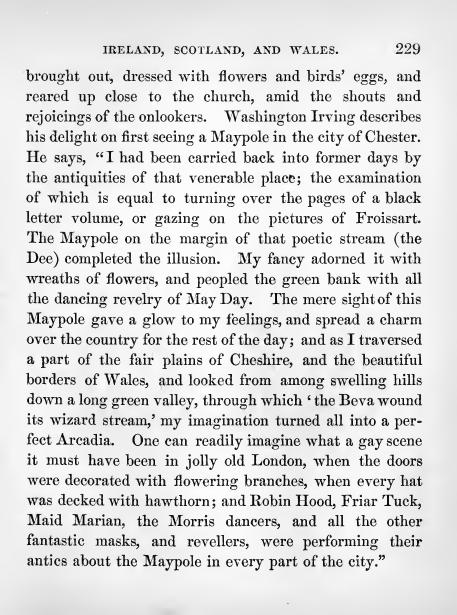 IRELAND, SCOTLAND, AND WALES. 229
brought out, dressed with flowers and birds' eggs, and
reared up close to the church, amid the shouts and
rejoicings of the onlookers. Washington Irving describes
his delight on first seeing a Maypole in the city of Chester.
He says, "I had been carried back into former days by
the antiquities of that venerable place; the examination
of which is equal to turning over the pages of a black
letter volume, or gazing on the pictures of Froissart.
The Maypole on the margin of that poetic stream (the
Dee) completed the illusion. My fancy adorned it with
wreaths of flowers, and peopled the green bank with all
the dancing revelry of May Day. The mere sight of this
Maypole gave a glow to my feelings, and spread a charm
over the country for the rest of the day; and as I traversed
a part of the fair plains of Cheshire, and the beautiful
borders of Wales, and looked from among swelling hills
down a long green valley, through which 'the Beva wound
its wizard stream,' my imagination turned all into a per-
fect Arcadia. One can readily imagine what a gay scene
it must have been in jolly old London, when the doors
were decorated with flowering branches, when every hat
was decked with hawthorn; and Robin Hood, Friar Tuck,
Maid Marian, the Morris dancers, and all the other
fantastic masks, and revellers, were performing their
antics about the Maypole in every part of the city."